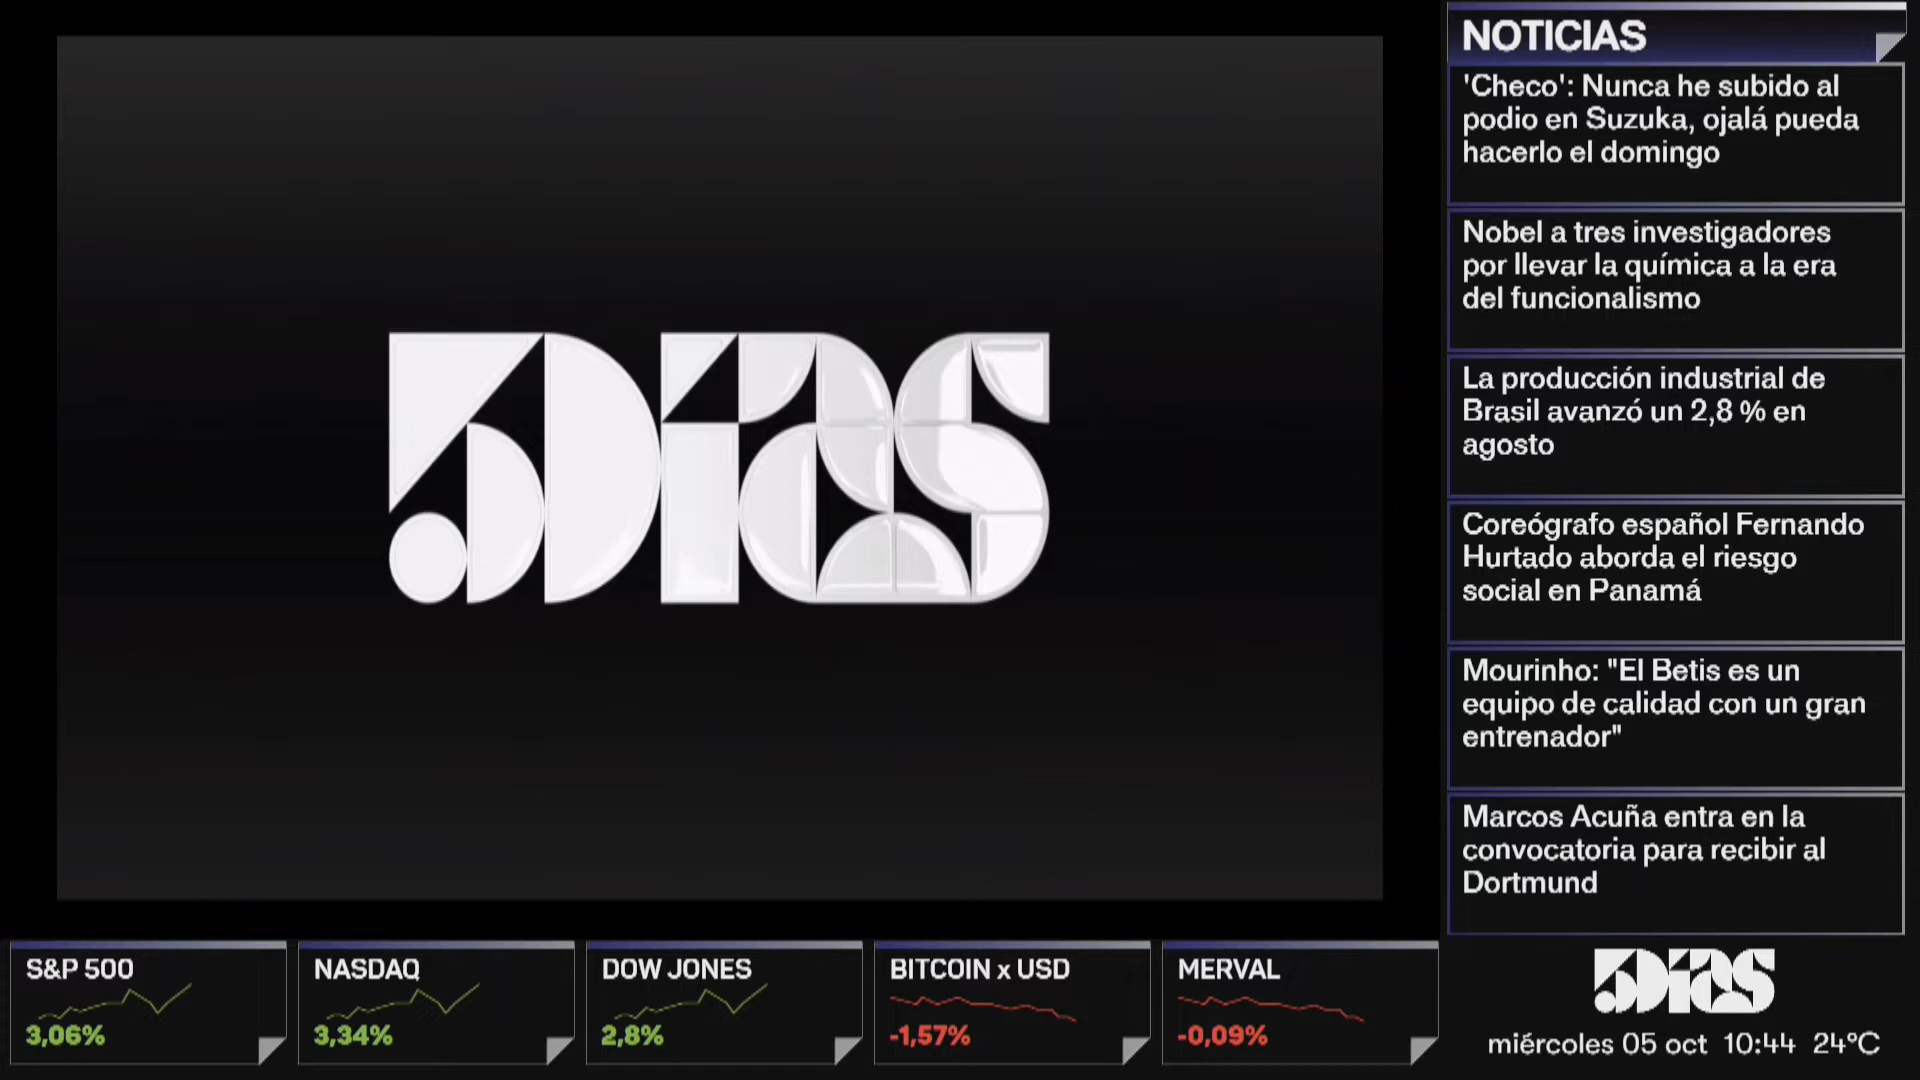 5Dias
NOTICIAS
'Checo': Nunca he subido al
podio en Suzuka, ojalá pueda
hacerlo el domingo
Nobel a tres investigadores
por llevar la química a la era
del funcionalismo
La producción industrial de
Brasil avanzó un 2,8 % en
agosto
Coreógrafo español Fernando
Hurtado aborda el riesgo
social en Panamá
Mourinho: "El Betis es un
equipo de calidad con un gran
entrenador"
Marcos Acuña entra en la
convocatoria para recibir al
Dortmund
S&P 500
3,06%
NASDAQ
3,34%
DOW JONES
2,8%
BITCOIN x USD
-1,57%
MERVAL
-0,09%
5Dias
miércoles 05 oct 10:44 24°C